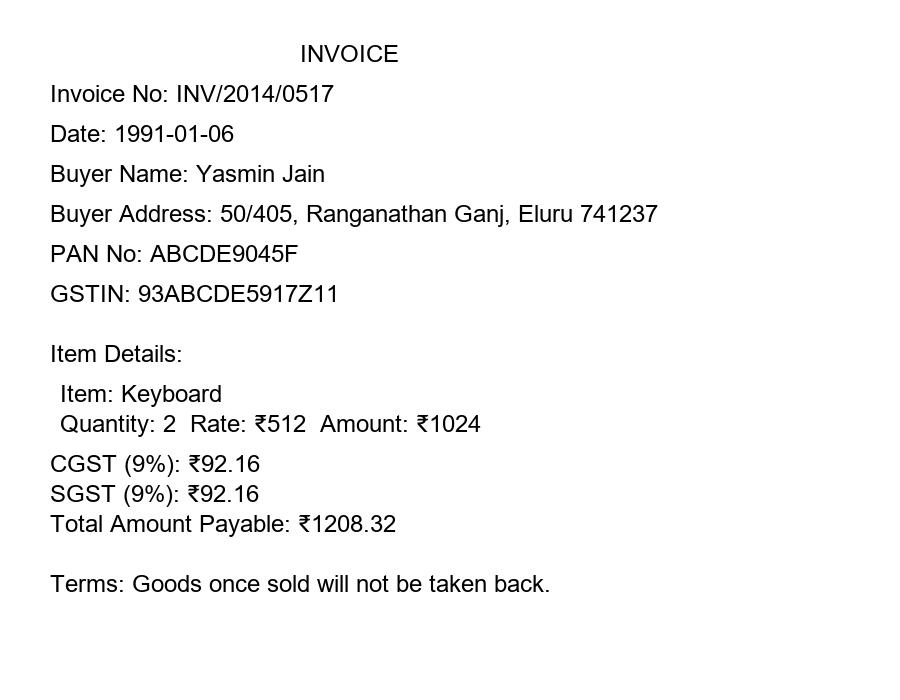 INVOICE
Invoice No: INV/2014/0517
Date: 1991-01-06
Buyer Name: Yasmin Jain
Buyer Address: 50/405, Ranganathan Ganj, Eluru 741237
PAN No: ABCDE9045F
GSTIN: 93ABCDE5917Z11
Item Details:
Item: Keyboard
Quantity: 2  Rate: ₹512  Amount: ₹1024
CGST (9%): ₹92.16
SGST (9%): ₹92.16
Total Amount Payable: ₹1208.32
Terms: Goods once sold will not be taken back.